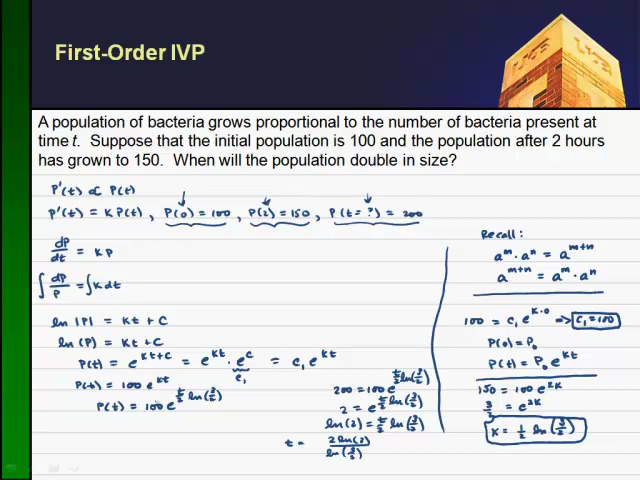 First-Order IVP
A population of bacteria grows proportional to the number of bacteria present at
time t. Suppose that the initial population is 100 and the population after 2 hours
has grown to 150. When will the population double in size?
P'(t) ∝ P(t)
P'(t) = KP(t), P(0) = 100, P(2) = 150, P(t=?) = 200
dP/dt = KP
∫ dP/P = ∫K dt
ln|P| = Kt + C
ln(P) = Kt + C
P(t) = e^(Kt+C) = e^(Kt) · e^C = C₁ e^(Kt)
C₁
P(t) = 100 e^(Kt)
P(t) = 100 e^(t/2 ln(3/2))
200 = 100 e^(t/2 ln(3/2))
2 = e^(t/2 ln(3/2))
ln(2) = t/2 ln(3/2)
t = 2 ln(2)/ln(3/2)
Recall:
a^m · a^n = a^(m+n)
a^(m+n) = a^m · a^n
100 = C₁ e^(K·0) => C₁ = 100
P(0) = P₀
P(t) = P₀ e^(Kt)
150 = 100 e^(2K)
3/2 = e^(2K)
K = 1/2 ln(3/2)